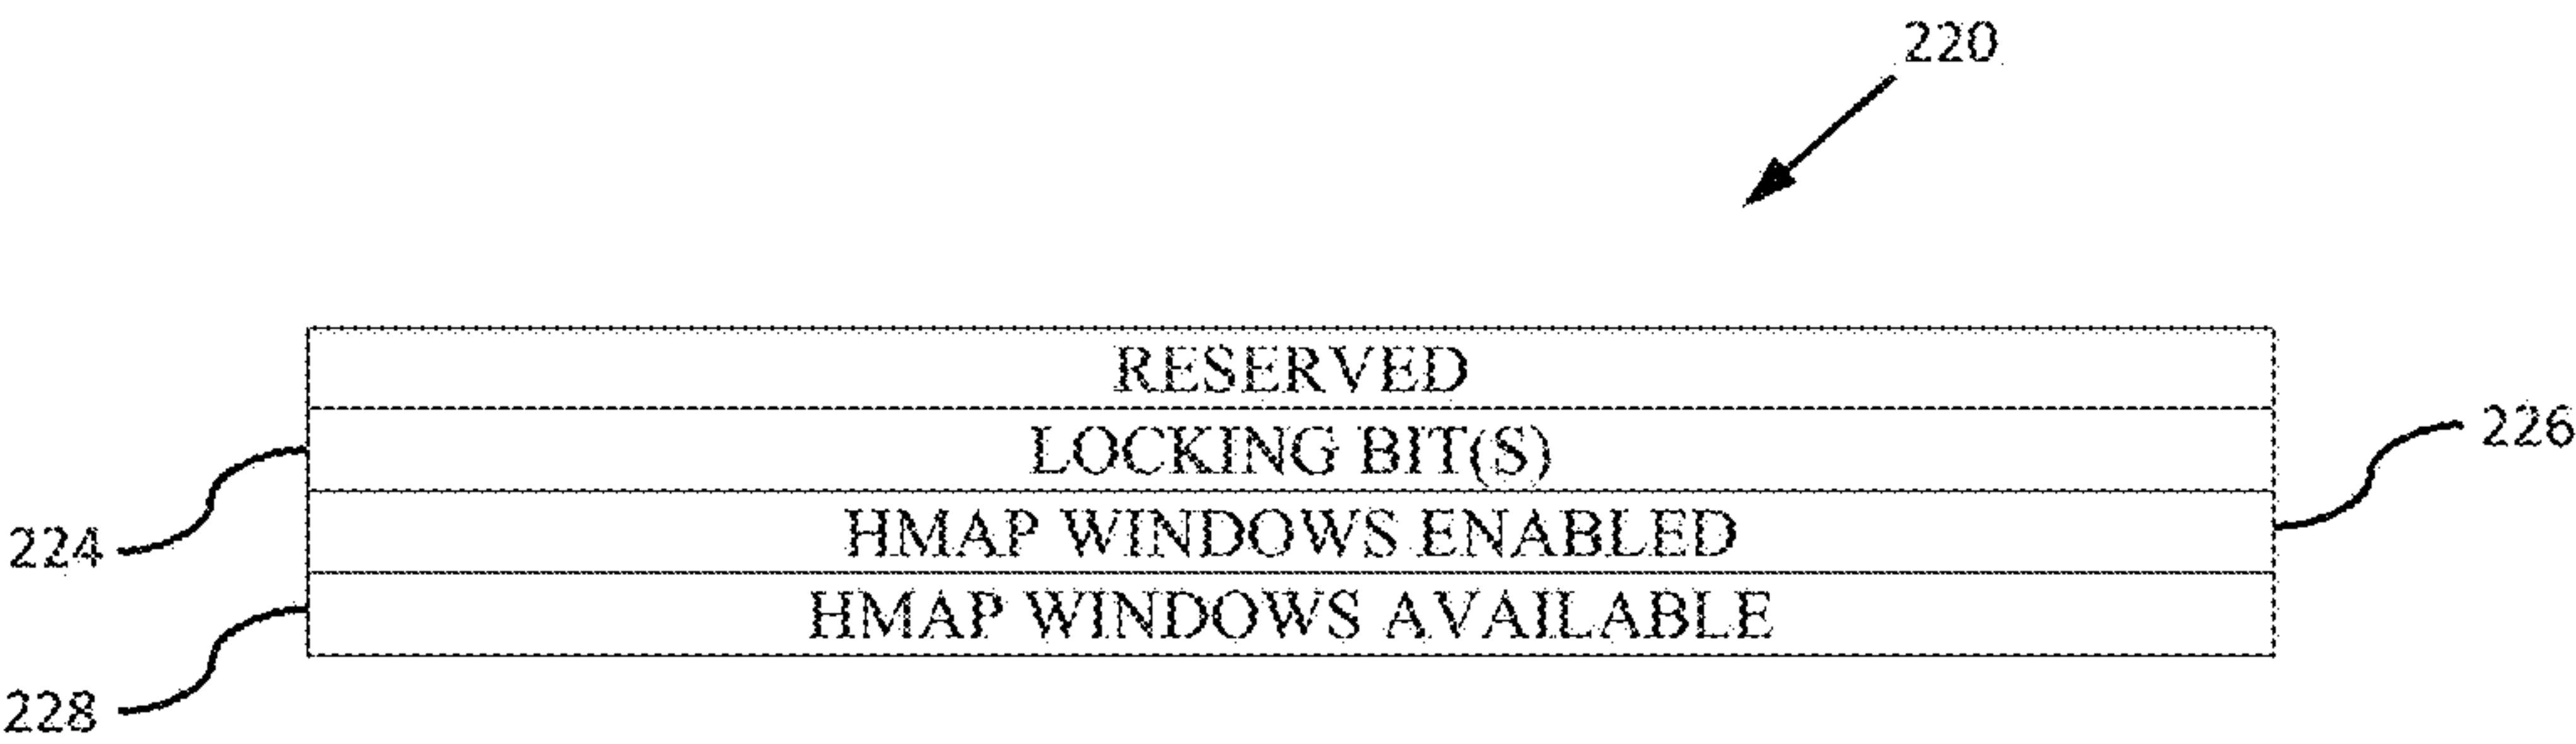 220
RESERVED
LOCKING BIT(S)
226
HMAP WINDOWS ENABLED
224
HMAP WINDOWS AVAILABLE
228